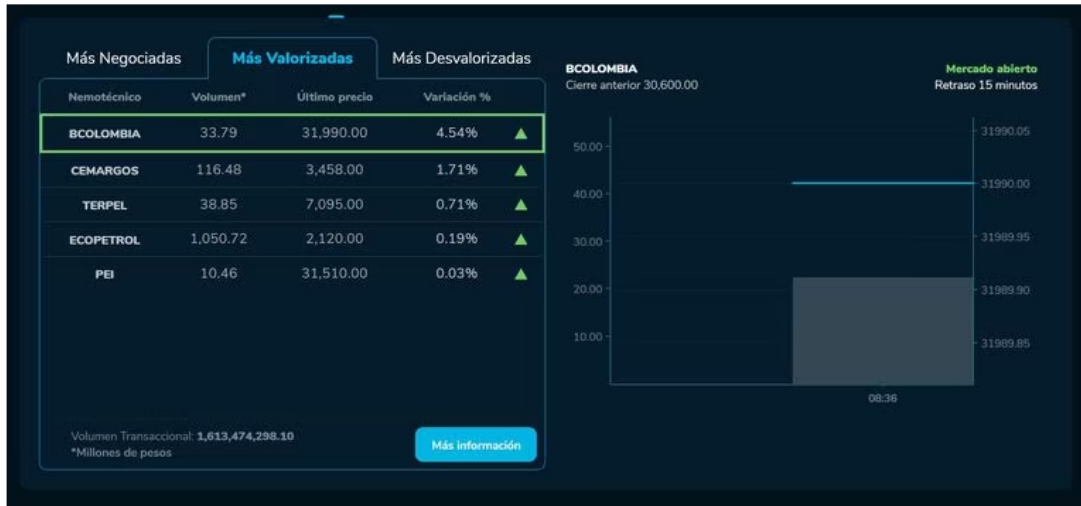 Más Negociadas Más Valorizadas Más Desvalorizadas
Nemotécnico Volumen* Último precio Variación %
BCOLOMBIA 33.79 31,990.00 4.54%
CEMARGOS 116.48 3,458.00 1.71%
TERPEL 38.85 7,095.00 0.71%
ECOPETROL 1,050.72 2,120.00 0.19%
PEI 10.46 31,510.00 0.03%
Volumen Transaccional: 1,613,474,298.10
*Millones de pesos
Más información
BCOLOMBIA Mercado abierto
Cierre anterior 30,600.00 Retraso 15 minutos
50.00
40.00
30.00
20.00
10.00
31990.05
31990.00
31989.95
31989.90
31989.85
08:36